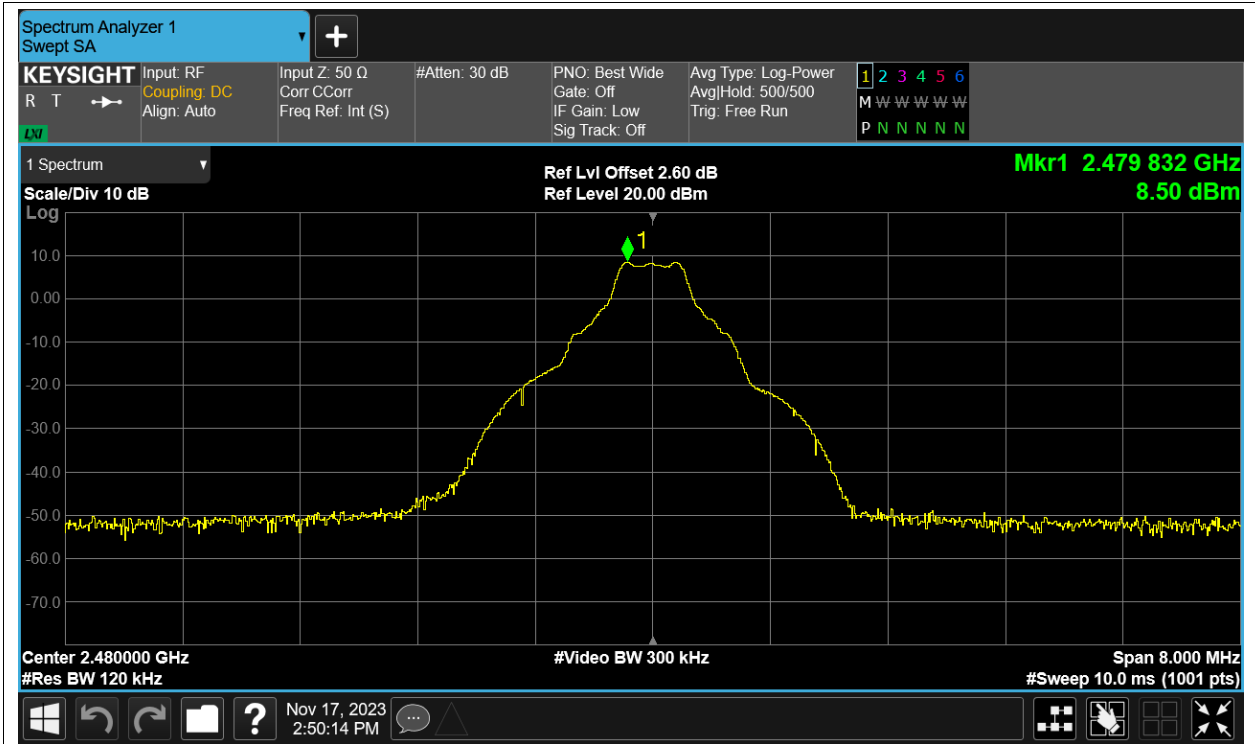 Spectrum Analyzer 1
Swept SA
KEYSIGHT
R T
LXI
Input: RF
Coupling: DC
Align: Auto
Input Z: 50 Ω
Corr CCorr
Freq Ref: Int (S)
#Atten: 30 dB
PNO: Best Wide
Gate: Off
IF Gain: Low
Sig Track: Off
Avg Type: Log-Power
Avg|Hold: 500/500
Trig: Free Run
1 2 3 4 5 6
M W W W W W
P N N N N N
1 Spectrum
Scale/Div 10 dB
Log
Ref Lvl Offset 2.60 dB
Ref Level 20.00 dBm
Mkr1 2.479 832 GHz
8.50 dBm
1
10.0
0.00
-10.0
-20.0
-30.0
-40.0
-50.0
-60.0
-70.0
Center 2.480000 GHz
#Video BW 300 kHz
Span 8.000 MHz
#Res BW 120 kHz
#Sweep 10.0 ms (1001 pts)
?
Nov 17, 2023
2:50:14 PM